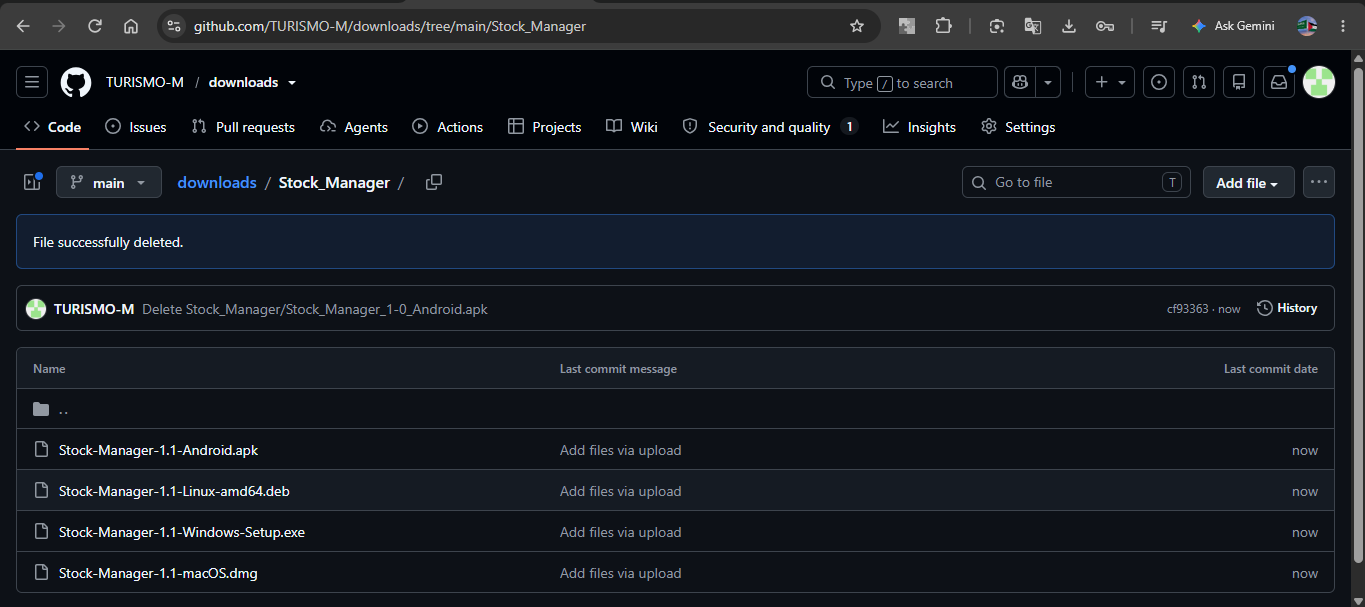 github.com/TURISMO-M/downloads/tree/main/Stock_Manager
Ask Gemini
TURISMO-M / downloads
Type / to search
Code
Issues
Pull requests
Agents
Actions
Projects
Wiki
Security and quality 1
Insights
Settings
main
downloads / Stock_Manager /
Go to file
T
Add file
File successfully deleted.
TURISMO-M Delete Stock_Manager/Stock_Manager_1-0_Android.apk
cf93363 · now
History
Name Last commit message Last commit date
..
Stock-Manager-1.1-Android.apk Add files via upload now
Stock-Manager-1.1-Linux-amd64.deb Add files via upload now
Stock-Manager-1.1-Windows-Setup.exe Add files via upload now
Stock-Manager-1.1-macOS.dmg Add files via upload now